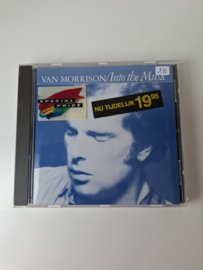 VAN MORRISON/Into the Music
SPECIAL
PRICE
NU TIJDELIJK 19.95